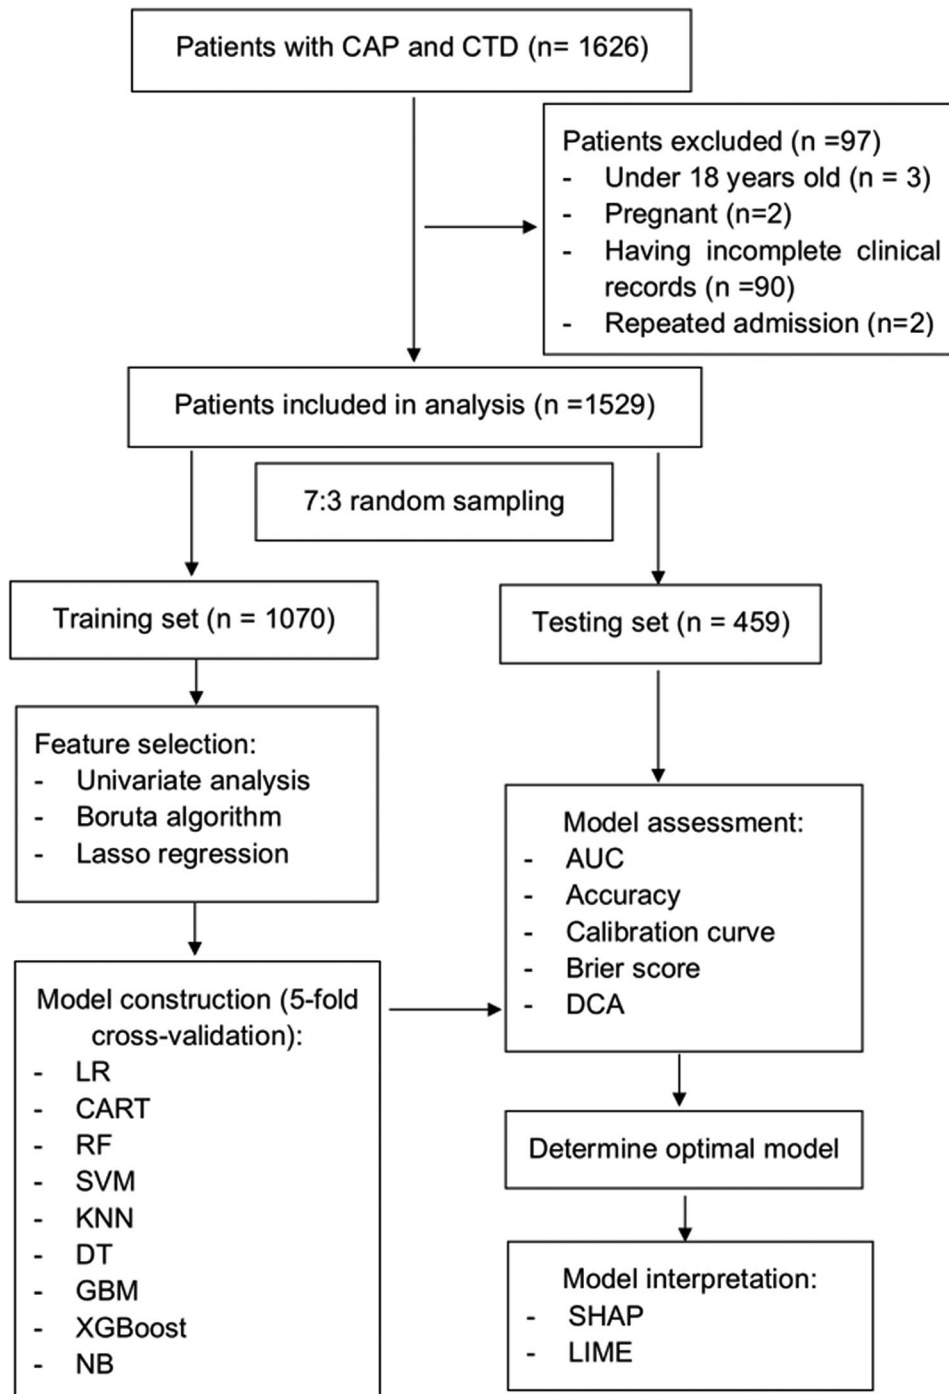 Patients with CAP and CTD (n= 1626)
Patients excluded (n =97)
- Under 18 years old (n = 3)
- Pregnant (n=2)
- Having incomplete clinical
records (n =90)
- Repeated admission (n=2)
Patients included in analysis (n =1529)
7:3 random sampling
Training set (n = 1070)
Testing set (n = 459)
Feature selection:
- Univariate analysis
- Boruta algorithm
- Lasso regression
Model construction (5-fold
cross-validation):
- LR
- CART
- RF
- SVM
- KNN
- DT
- GBM
- XGBoost
- NB
Model assessment:
- AUC
- Accuracy
- Calibration curve
- Brier score
- DCA
Determine optimal model
Model interpretation:
- SHAP
- LIME